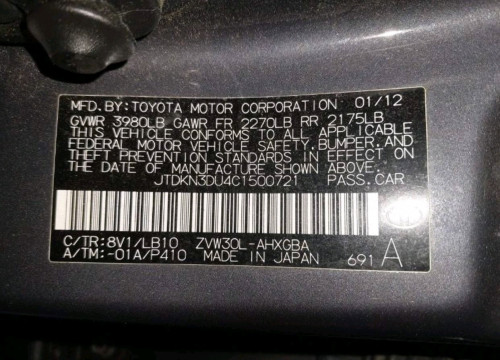 MFD.BY:TOYOTA MOTOR CORPORATION 01/12
GVWR 3980LB GAWR FR 2270LB RR 2175LB
THIS VEHICLE CONFORMS TO ALL APPLICABLE
FEDERAL MOTOR VEHICLE SAFETY,BUMPER,AND
THEFT PREVENTION STANDARDS IN EFFECT ON
THE DATE OF MANUFACTURE SHOWN ABOVE.
JTDKN3DU4C1500721 PASS.CAR
C/TR:8V1/LB10 ZVW30L-AHXGBA
A/TM:-01A/P410 MADE IN JAPAN 691 A